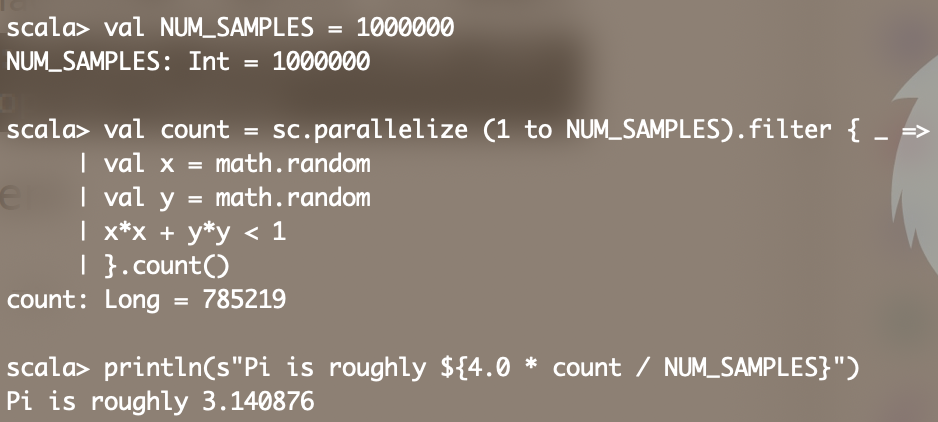 scala> val NUM_SAMPLES = 1000000
NUM_SAMPLES: Int = 1000000
scala> val count = sc.parallelize (1 to NUM_SAMPLES).filter { _ =>
| val x = math.random
| val y = math.random
| x*x + y*y < 1
| }.count()
count: Long = 785219
scala> println(s"Pi is roughly ${4.0 * count / NUM_SAMPLES}")
Pi is roughly 3.140876